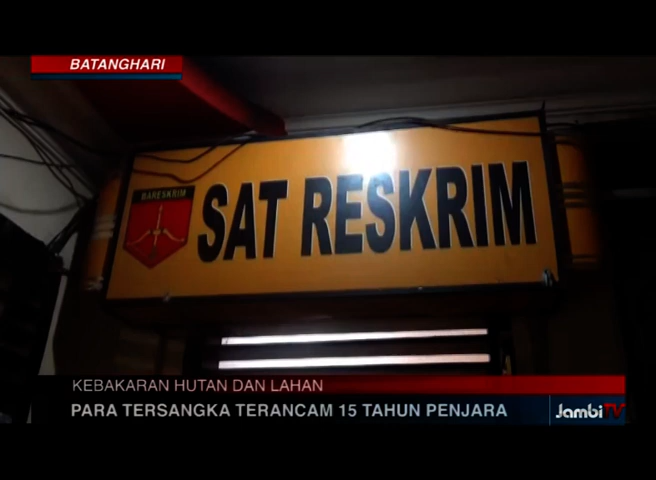 BATANGHARI
BARESKRIM
SAT RESKRIM
KEBAKARAN HUTAN DAN LAHAN
PARA TERSANGKA TERANCAM 15 TAHUN PENJARA
JambiTV